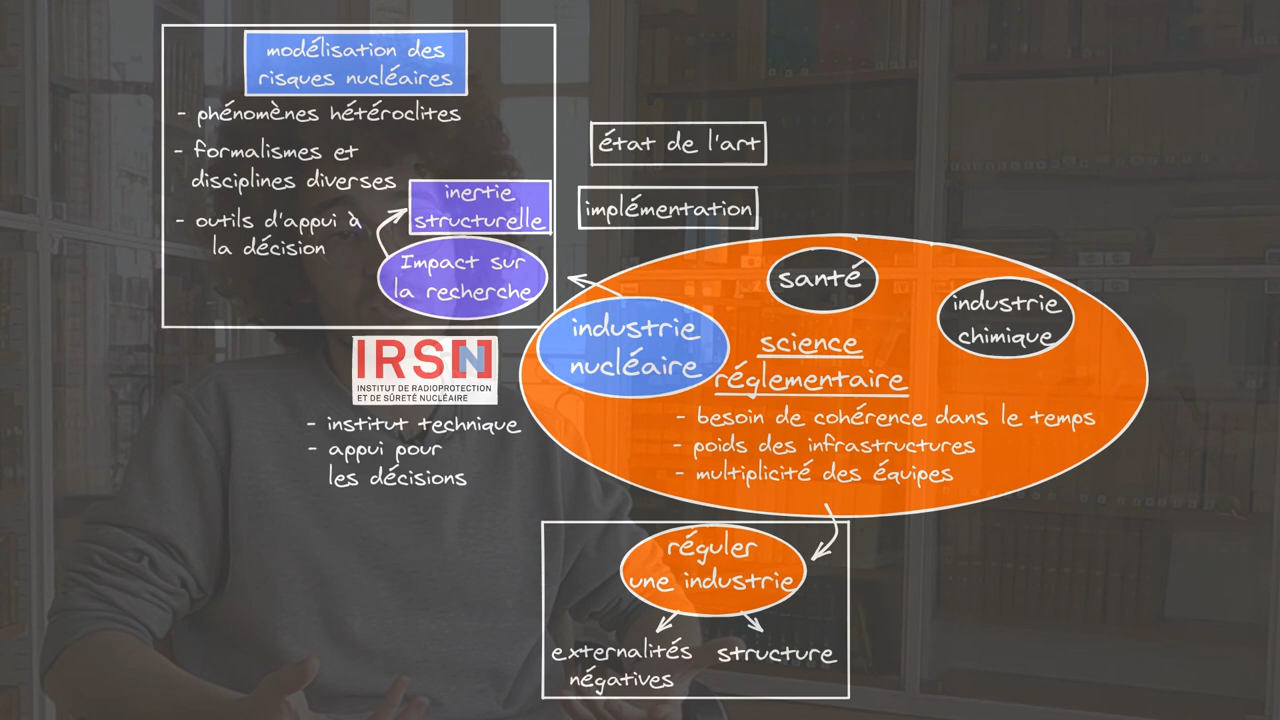 modélisation des
risques nucléaires
- phénomènes hétéroclites
- formalismes et
disciplines diverses
- outils d'appui à
la décision
inertie
structurelle
Impact sur
la recherche
état de l'art
implémentation
santé
industrie
chimique
industrie
nucléaire
science
réglementaire
- besoin de cohérence dans le temps
- poids des infrastructures
- multiplicité des équipes
IRSN
INSTITUT DE RADIOPROTECTION
ET DE SÛRETÉ NUCLÉAIRE
- institut technique
- appui pour
les décisions
réguler
une industrie
externalités
négatives
structure